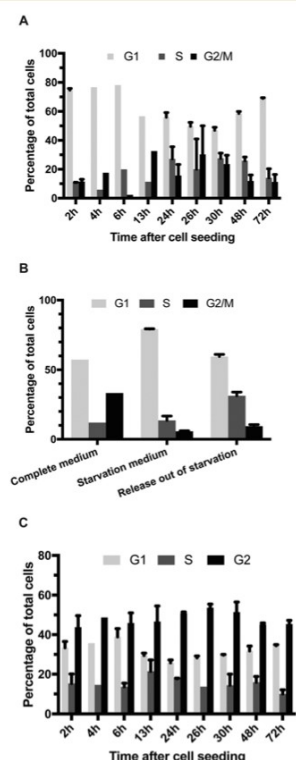 A
100
80
60
40
20
0
Percentage of total cells
G1 S G2/M
2h 4h 6h 13h 24h 26h 30h 48h 72h
Time after cell seeding
B
100
50
0
Percentage of total cells
G1 S G2/M
Complete medium
Starvation medium
Release out of starvation
C
80
60
40
20
0
Percentage of total cells
G1 S G2
2h 4h 6h 13h 24h 26h 30h 48h 72h
Time after cell seeding